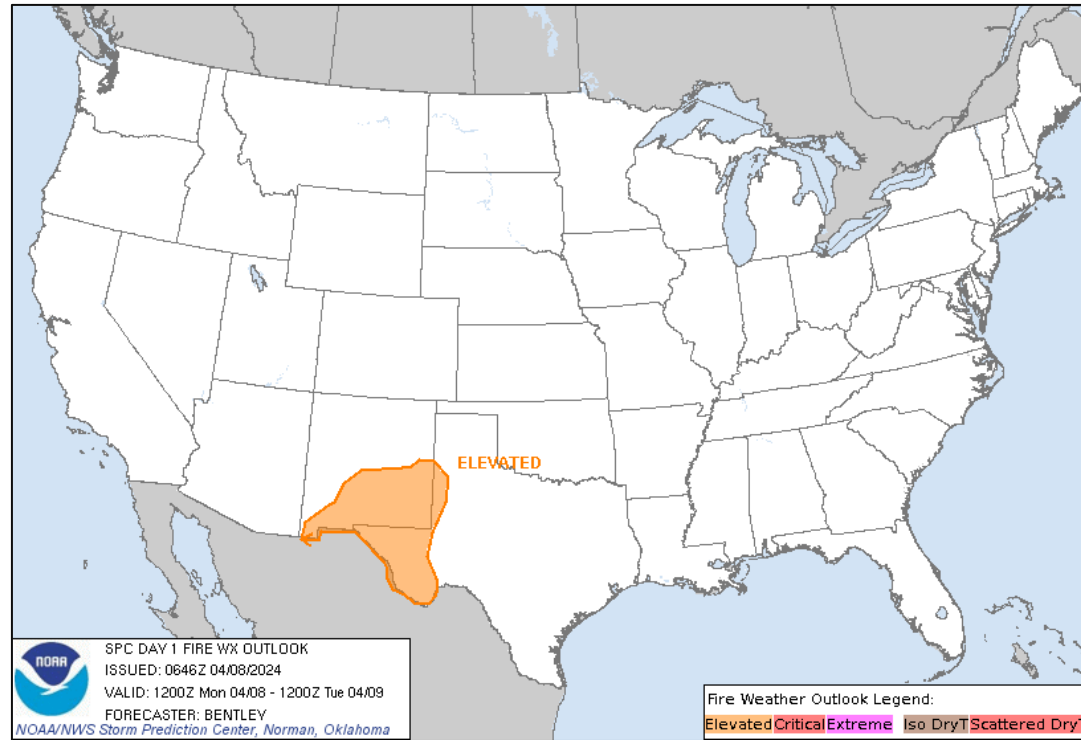 ELEVATED
NOAA
SPC DAY 1 FIRE WX OUTLOOK
ISSUED: 0646Z 04/08/2024
VALID: 1200Z Mon 04/08 - 1200Z Tue 04/09
FORECASTER: BENTLEY
NOAA/NWS Storm Prediction Center, Norman, Oklahoma
Fire Weather Outlook Legend:
Elevated Critical Extreme Iso DryT Scattered DryT